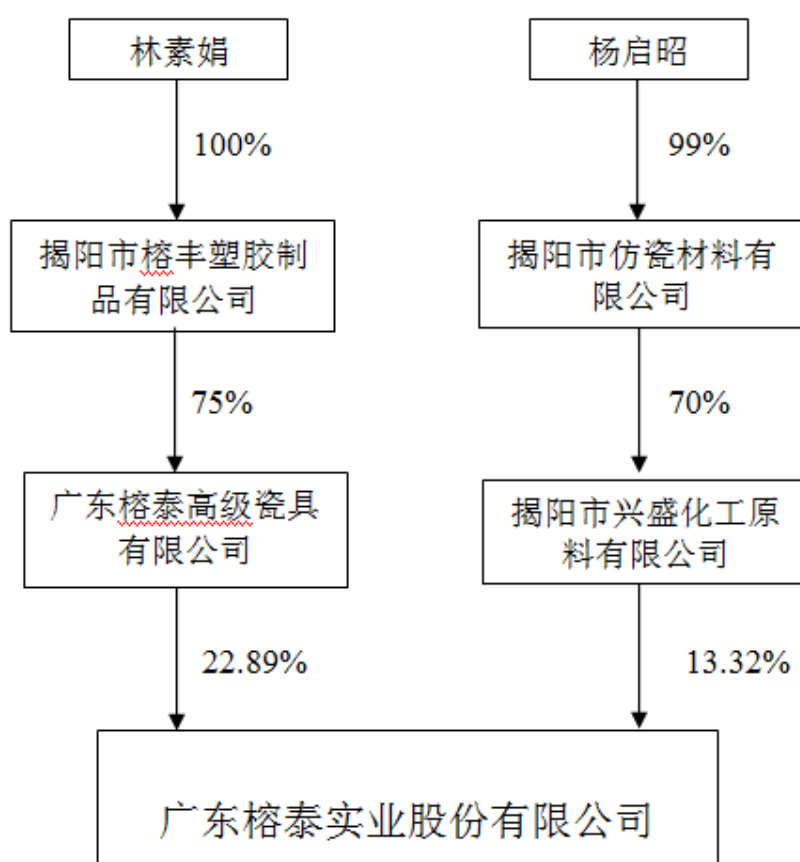 林素娟
杨启昭
100%
99%
揭阳市榕丰塑胶制
品有限公司
揭阳市仿瓷材料有
限公司
75%
70%
广东榕泰高级瓷具
有限公司
揭阳市兴盛化工原
料有限公司
22.89%
13.32%
广东榕泰实业股份有限公司